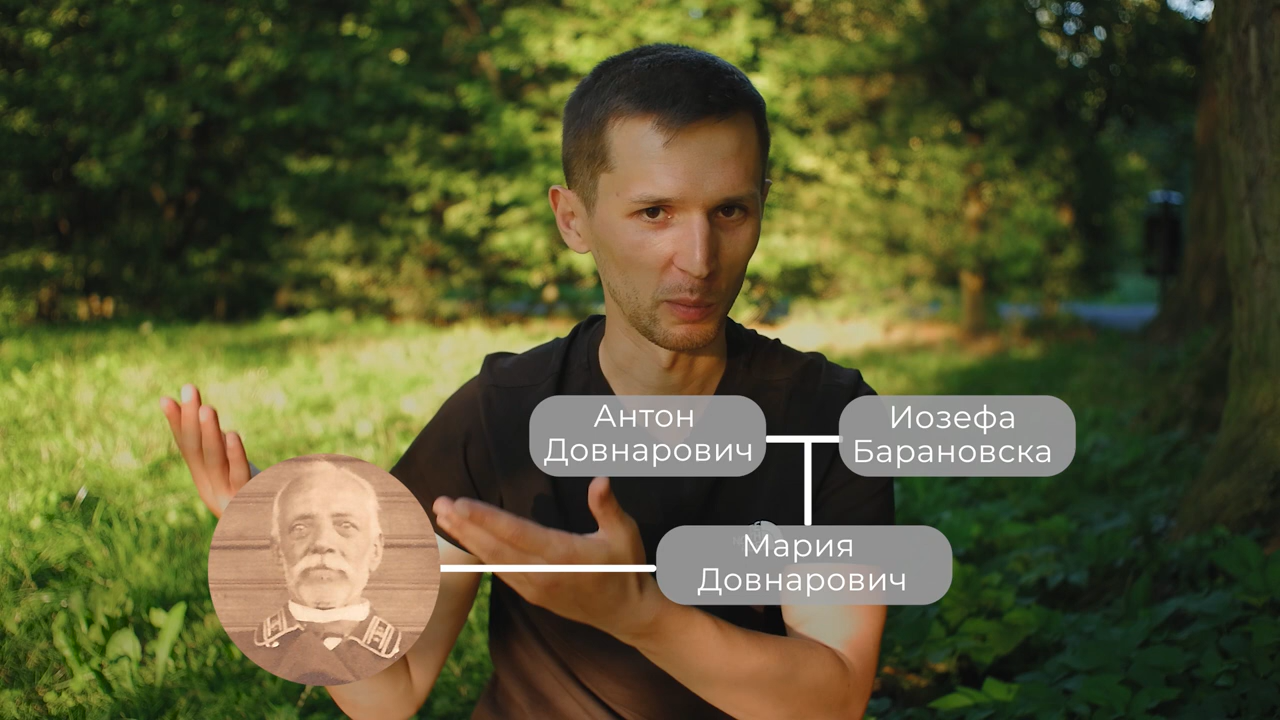 Антон
Довнарович
Иозефа
Барановска
Мария
Довнарович